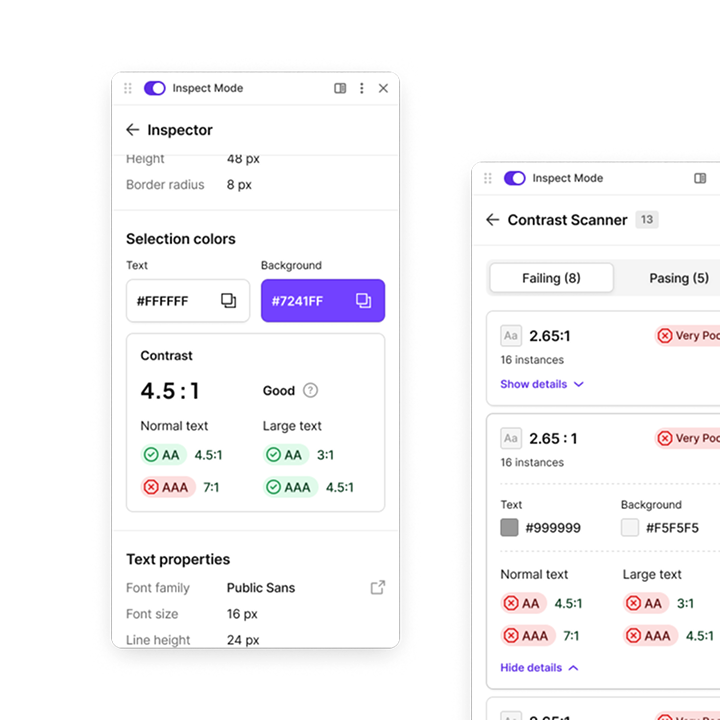 Inspect Mode
Inspector
Height 48 px
Border radius 8 px
Selection colors
Text Background
#FFFFFF #7241FF
Contrast
4.5 : 1 Good ?
Normal text Large text
AA 4.5:1 AA 3:1
AAA 7:1 AAA 4.5:1
Text properties
Font family Public Sans
Font size 16 px
Line height 24 px
Inspect Mode
Contrast Scanner 13
Failing (8) Pasing (5)
Aa 2.65:1 Very Poo
16 instances
Show details
Aa 2.65 : 1 Very Poo
16 instances
Text Background
#999999 #F5F5F5
Normal text Large text
AA 4.5:1 AA 3:1
AAA 7:1 AAA 4.5:1
Hide details